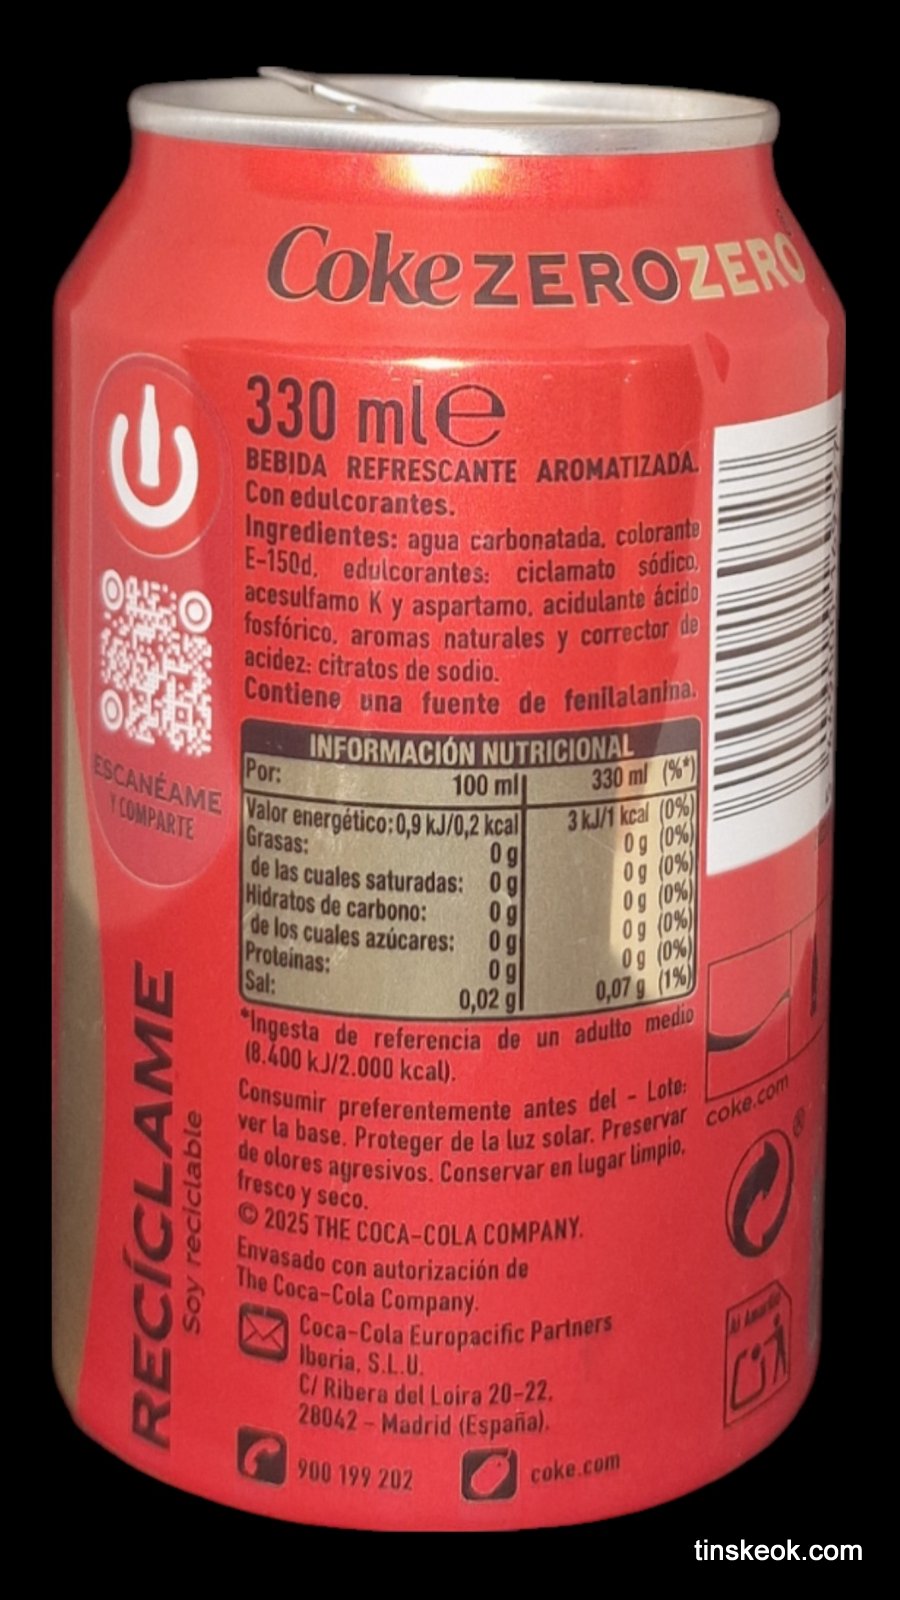 Coke ZERO ZERO
330 ml e
BEBIDA REFRESCANTE AROMATIZADA.
Con edulcorantes.
Ingredientes: agua carbonatada, colorante
E-150d, edulcorantes: ciclamato sódico,
acesulfamo K y aspartamo, acidulante ácido
fosfórico, aromas naturales y corrector de
acidez: citratos de sodio.
Contiene una fuente de fenilalanina.
ESCANÉAME
Y COMPARTE
INFORMACIÓN NUTRICIONAL
Por: 100 ml 330 ml (%*)
Valor energético: 0,9 kJ/0,2 kcal 3 kJ/1 kcal (0%)
Grasas: 0 g 0 g (0%)
de las cuales saturadas: 0 g 0 g (0%)
Hidratos de carbono: 0 g 0 g (0%)
de los cuales azúcares: 0 g 0 g (0%)
Proteínas: 0 g 0 g (0%)
Sal: 0,02 g 0,07 g (1%)
*Ingesta de referencia de un adulto medio
(8.400 kJ/2.000 kcal).
Consumir preferentemente antes del - Lote:
ver la base. Proteger de la luz solar. Preservar
de olores agresivos. Conservar en lugar limpio,
fresco y seco.
© 2025 THE COCA-COLA COMPANY.
Envasado con autorización de
The Coca-Cola Company.
Coca-Cola Europacific Partners
Iberia, S.L.U.
C/ Ribera del Loira 20-22.
28042 - Madrid (España).
900 199 202
coke.com
RECÍCLAME
Soy reciclable
coke.com
®
Al Amarillo
tinskeok.com